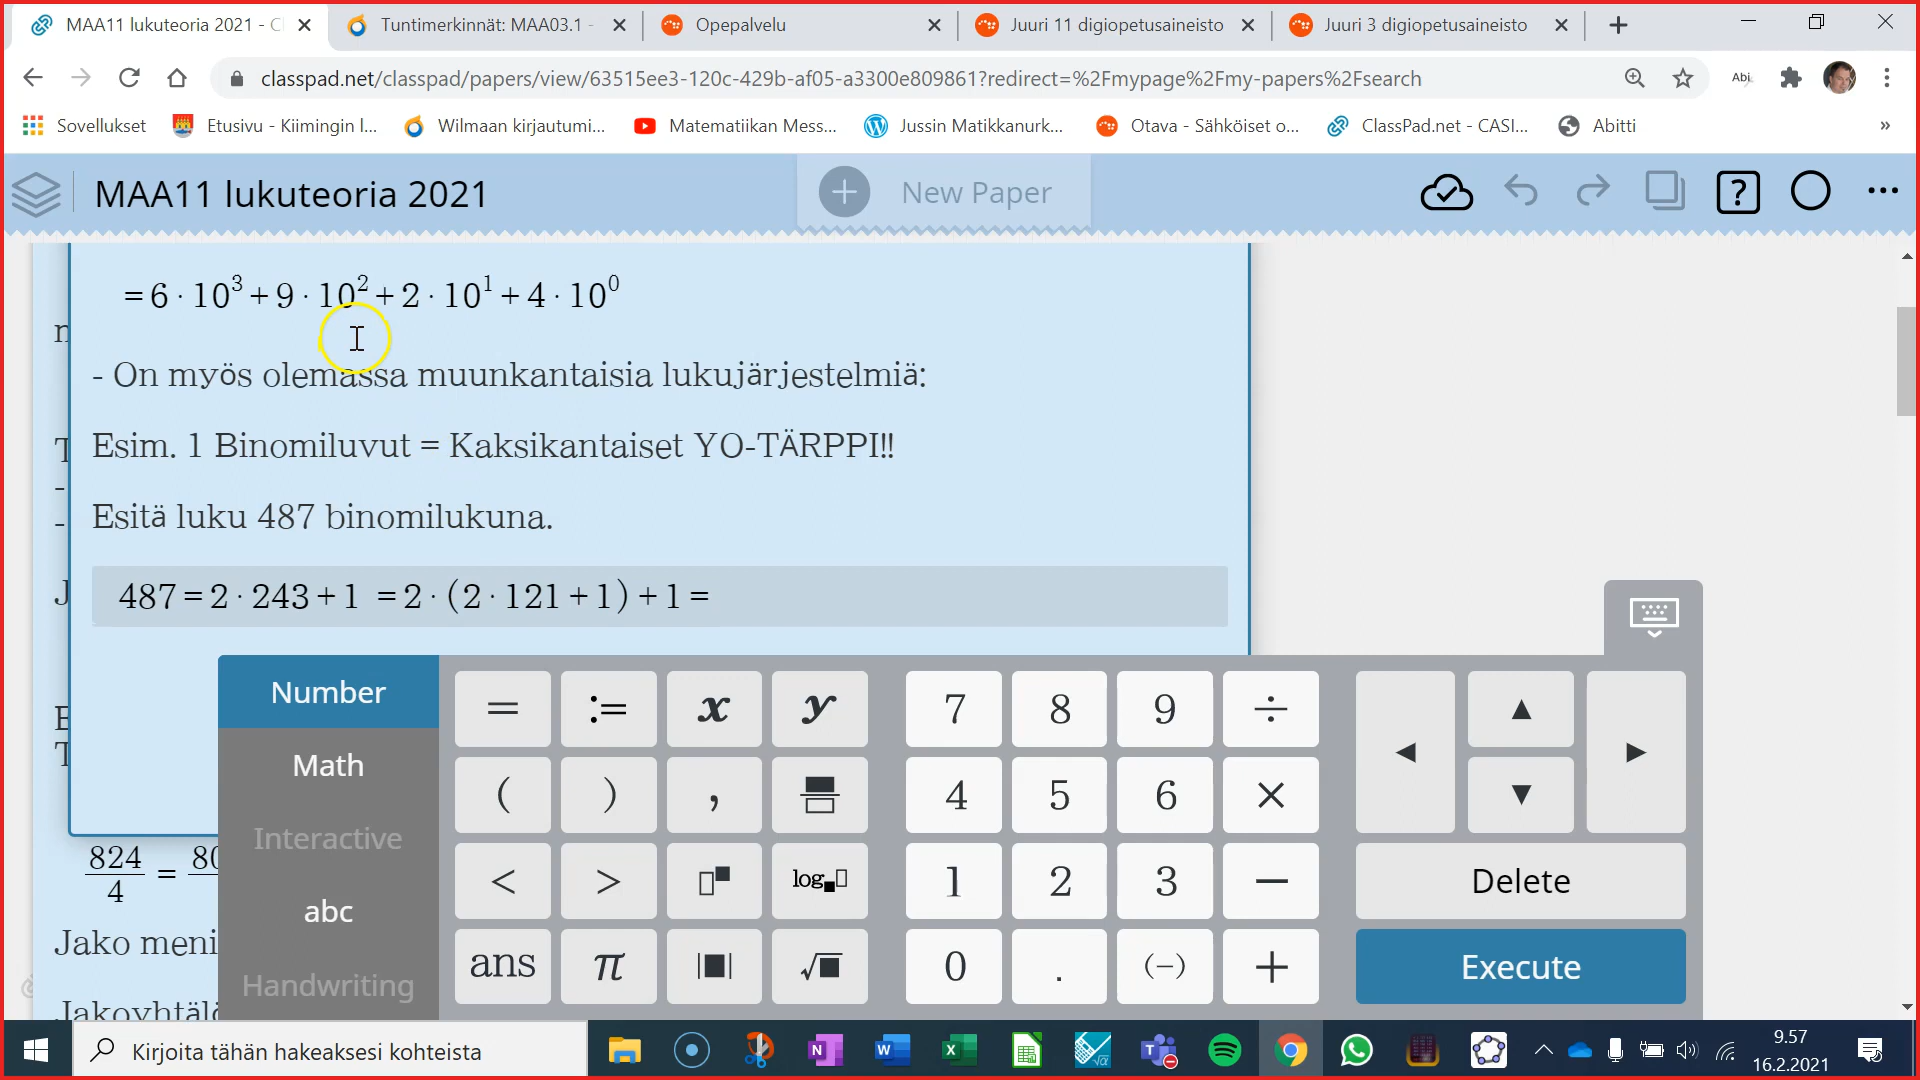 MAA11 lukuteoria 2021 - C
Tuntimerkinnät: MAA03.1 -
Opepalvelu
Juuri 11 digiopetusaineisto
Juuri 3 digiopetusaineisto
classpad.net/classpad/papers/view/63515ee3-120c-429b-af05-a3300e809861?redirect=%2Fmypage%2Fmy-papers%2Fsearch
Abi
Sovellukset
Etusivu - Kiimingin l...
Wilmaan kirjautumi...
Matematiikan Mess...
Jussin Matikkanurk...
Otava - Sähköiset o...
ClassPad.net - CASI...
Abitti
»
MAA11 lukuteoria 2021
New Paper
= 6 · 10³ + 9 · 10² + 2 · 10¹ + 4 · 10⁰
- On myös olemassa muunkantaisia lukujärjestelmiä:
Esim. 1 Binomiluvut = Kaksikantaiset YO-TÄRPPI!!
Esitä luku 487 binomilukuna.
487 = 2 · 243 + 1 = 2 · (2 · 121 + 1) + 1 =
Number
Math
Interactive
abc
Handwriting
= := x y 7 8 9 ÷
( ) , 4 5 6 ×
< > log 1 2 3 −
ans π √ 0 . (−) +
Delete
Execute
824/4 = 80
Jako meni
Jakoyhtälö
Kirjoita tähän hakeaksesi kohteista
9.57
16.2.2021